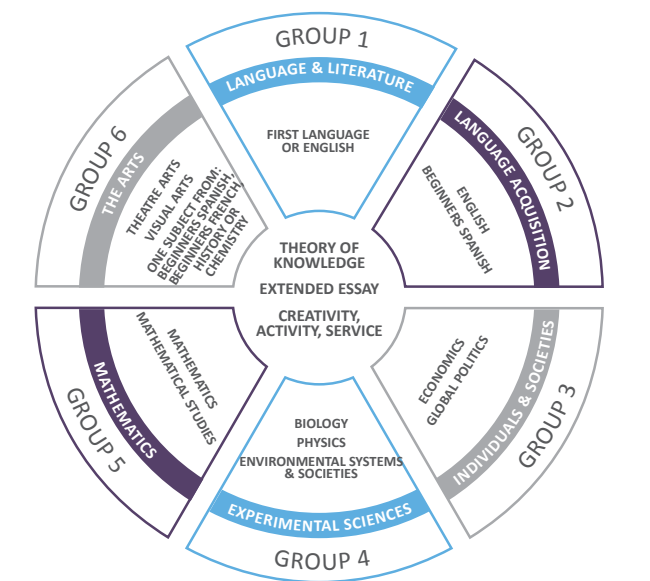 GROUP 1
LANGUAGE & LITERATURE
FIRST LANGUAGE
OR ENGLISH
GROUP 2
LANGUAGE ACQUISITION
ENGLISH
BEGINNERS SPANISH
GROUP 3
INDIVIDUALS & SOCIETIES
ECONOMICS
GLOBAL POLITICS
BIOLOGY
PHYSICS
ENVIRONMENTAL SYSTEMS
& SOCIETIES
EXPERIMENTAL SCIENCES
GROUP 4
GROUP 5
MATHEMATICS
MATHEMATICS
MATHEMATICAL STUDIES
GROUP 6
THE ARTS
THEATRE ARTS
VISUAL ARTS
ONE SUBJECT FROM:
BEGINNERS SPANISH,
BEGINNERS FRENCH,
HISTORY OR
CHEMISTRY
THEORY OF
KNOWLEDGE
EXTENDED ESSAY
CREATIVITY,
ACTIVITY, SERVICE